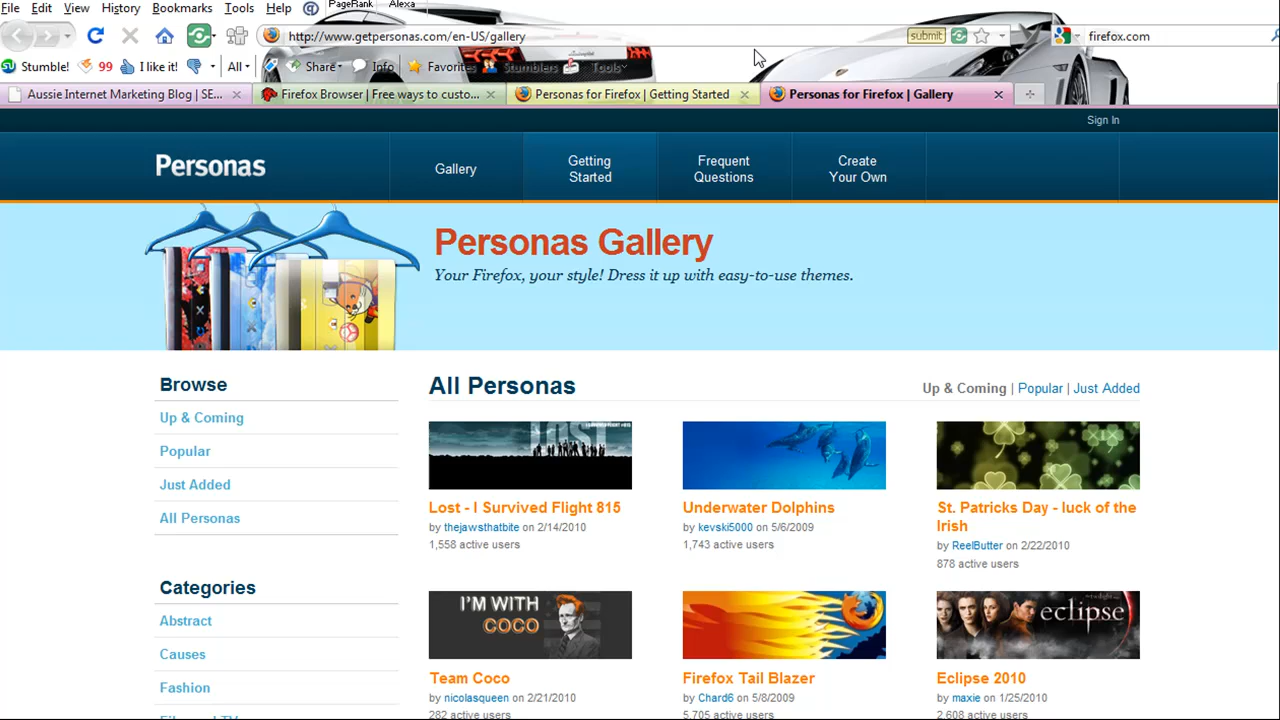 File Edit View History Bookmarks Tools Help PageRank Alexa
http://www.getpersonas.com/en-US/gallery submit firefox.com
Stumble! 99 I like it! All Share Info Favorites Stumblers Tools
Aussie Internet Marketing Blog | SE... Firefox Browser | Free ways to custo... Personas for Firefox | Getting Started Personas for Firefox | Gallery
Sign In
Personas Gallery Getting Started Frequent Questions Create Your Own
Personas Gallery
Your Firefox, your style! Dress it up with easy-to-use themes.
Browse
Up & Coming
Popular
Just Added
All Personas
Categories
Abstract
Causes
Fashion
All Personas
Up & Coming | Popular | Just Added
LOST
Lost - I Survived Flight 815
by thejawsthatbite on 2/14/2010
1,558 active users
Underwater Dolphins
by kevski5000 on 5/6/2009
1,743 active users
St. Patricks Day - luck of the
Irish
by ReelButter on 2/22/2010
878 active users
I'M WITH
COCO
Team Coco
by nicolasqueen on 2/21/2010
282 active users
Firefox Tail Blazer
by Chard6 on 5/8/2009
5,705 active users
eclipse
Eclipse 2010
by maxie on 1/25/2010
2,608 active users